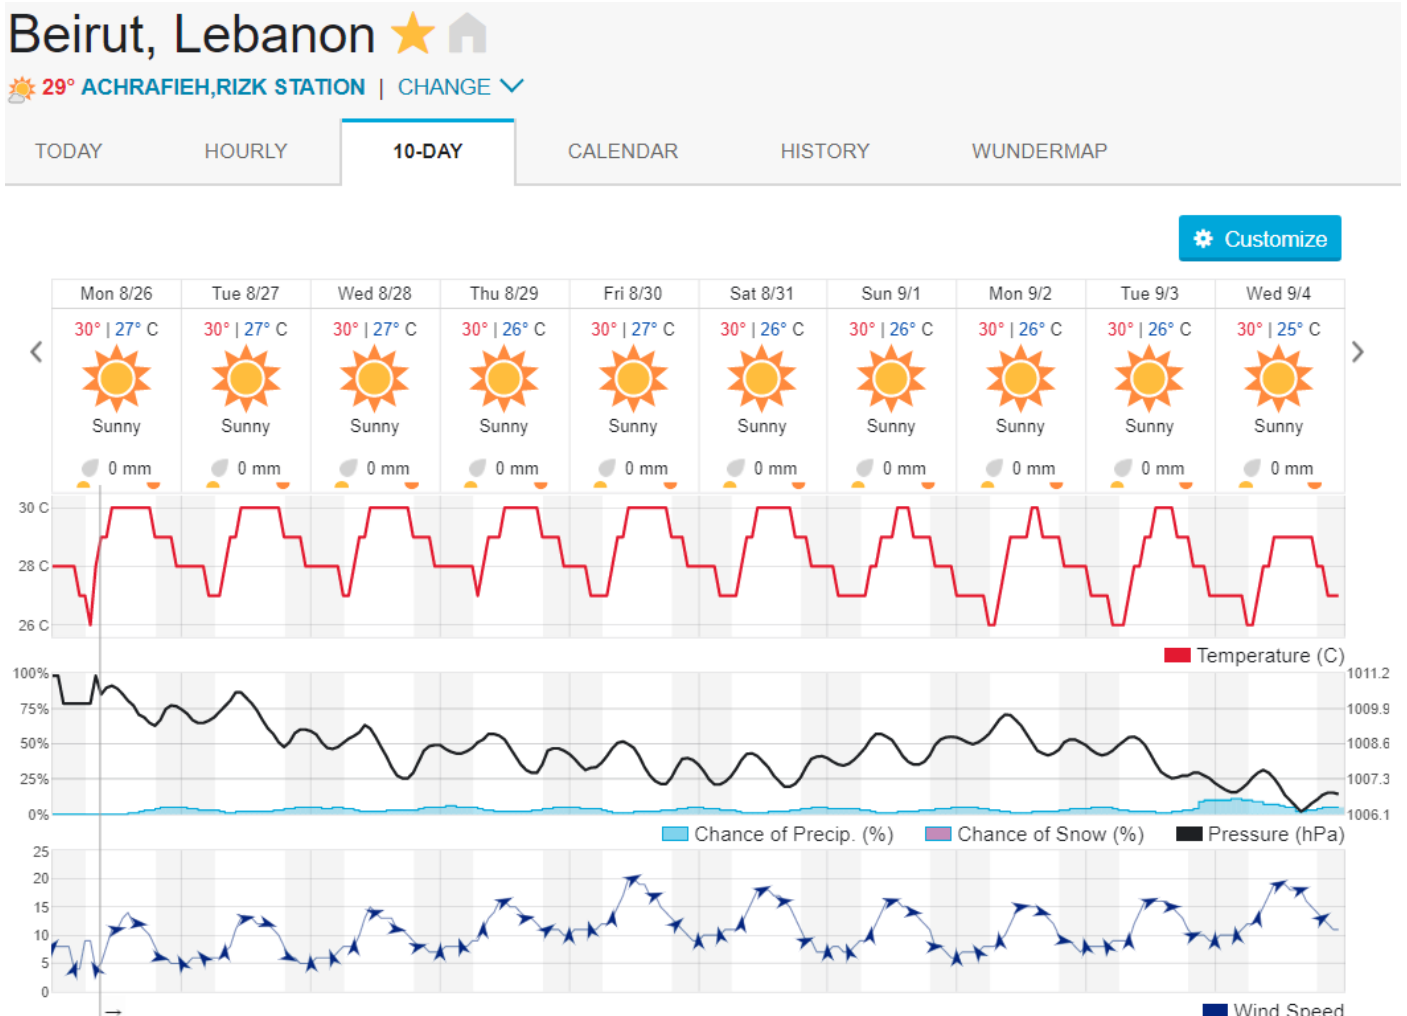 Beirut, Lebanon
29° ACHRAFIEH,RIZK STATION | CHANGE
TODAY HOURLY 10-DAY CALENDAR HISTORY WUNDERMAP
Customize
Mon 8/26 Tue 8/27 Wed 8/28 Thu 8/29 Fri 8/30 Sat 8/31 Sun 9/1 Mon 9/2 Tue 9/3 Wed 9/4
30° | 27° C 30° | 27° C 30° | 27° C 30° | 26° C 30° | 27° C 30° | 26° C 30° | 26° C 30° | 26° C 30° | 26° C 30° | 25° C
Sunny Sunny Sunny Sunny Sunny Sunny Sunny Sunny Sunny Sunny
0 mm 0 mm 0 mm 0 mm 0 mm 0 mm 0 mm 0 mm 0 mm 0 mm
30 C
28 C
26 C
Temperature (C)
100% 1011.2
75% 1009.9
50% 1008.6
25% 1007.3
0% 1006.1
Chance of Precip. (%) Chance of Snow (%) Pressure (hPa)
25
20
15
10
5
0
→
Wind Speed